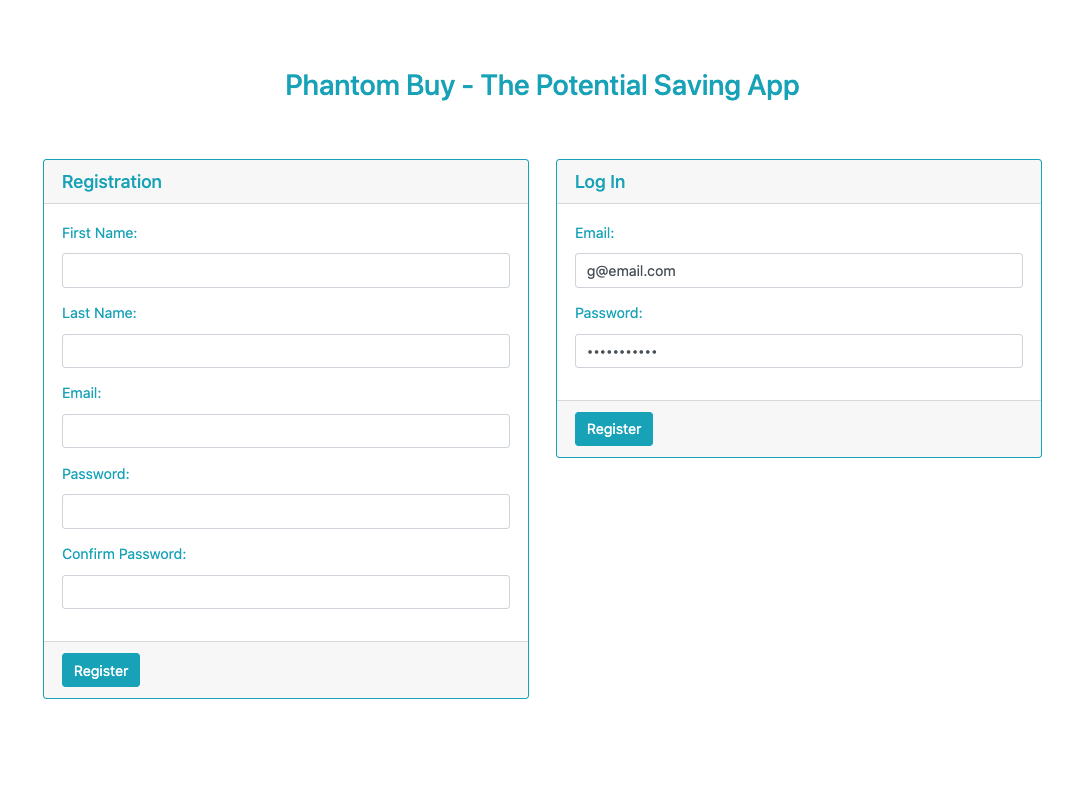 Phantom Buy - The Potential Saving App
Registration
First Name:
Last Name:
Email:
Password:
Confirm Password:
Register
Log In
Email:
g@email.com
Password:
•••••••••••
Register